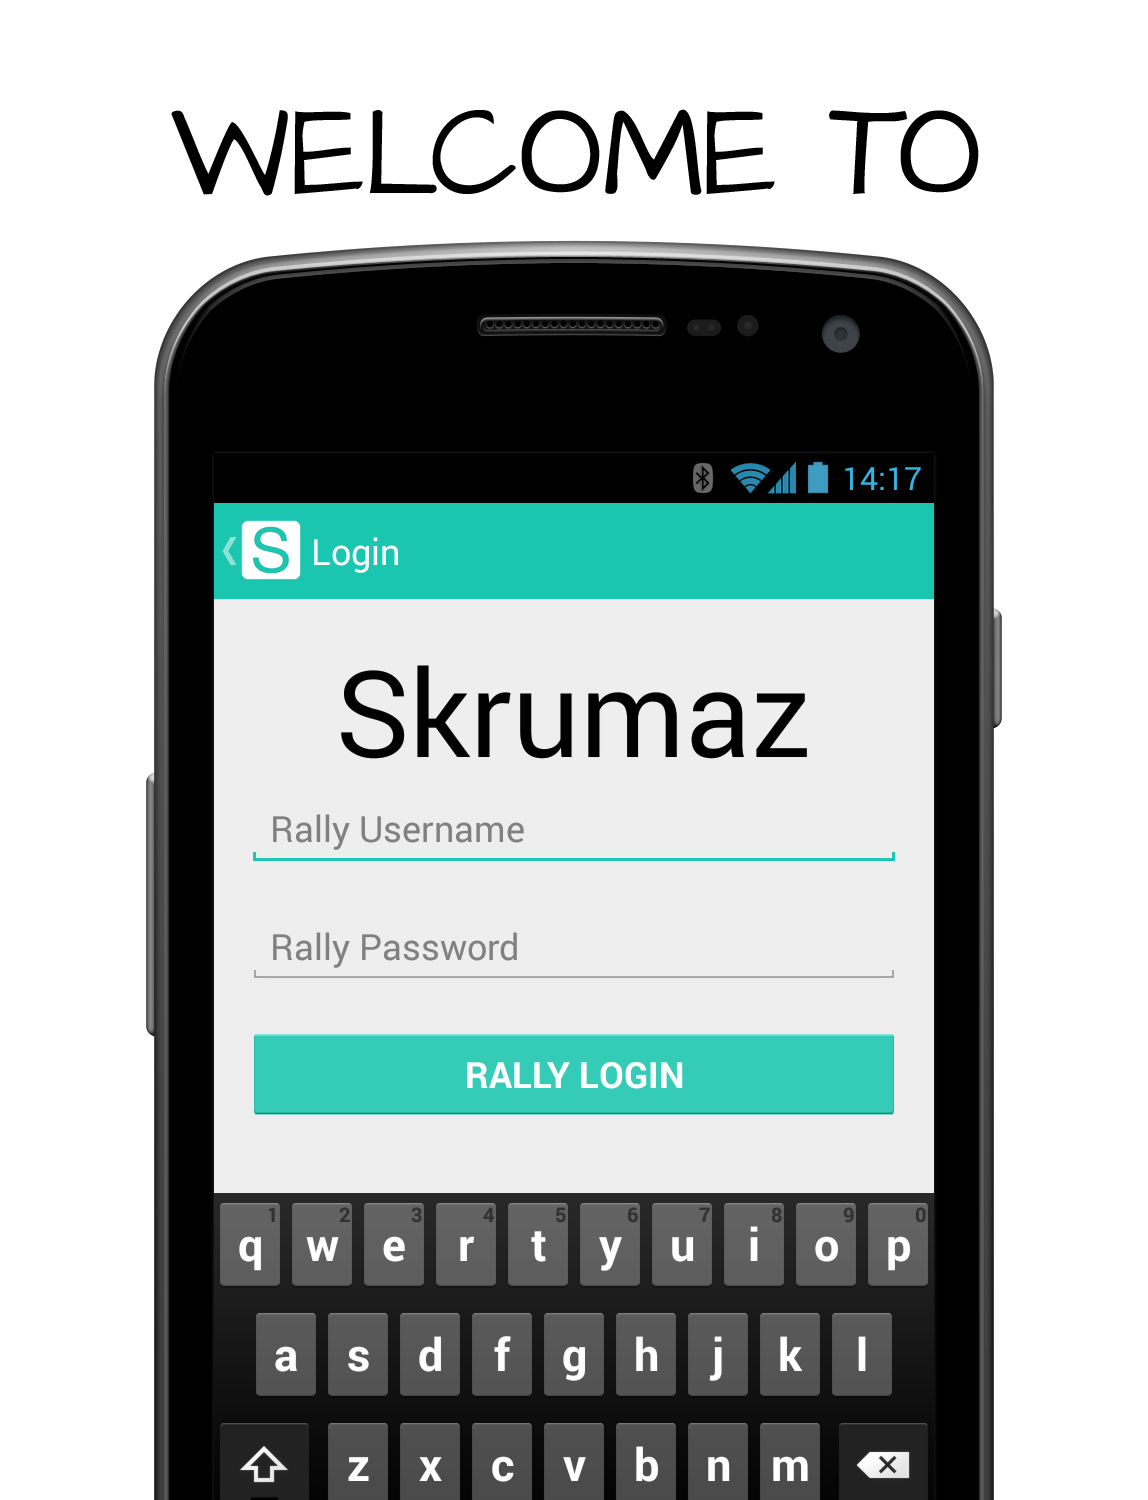 WELCOME TO
14:17
S Login
Skrumaz
Rally Username
Rally Password
RALLY LOGIN
1 2 3 4 5 6 7 8 9 0
q w e r t y u i o p
a s d f g h j k l
z x c v b n m